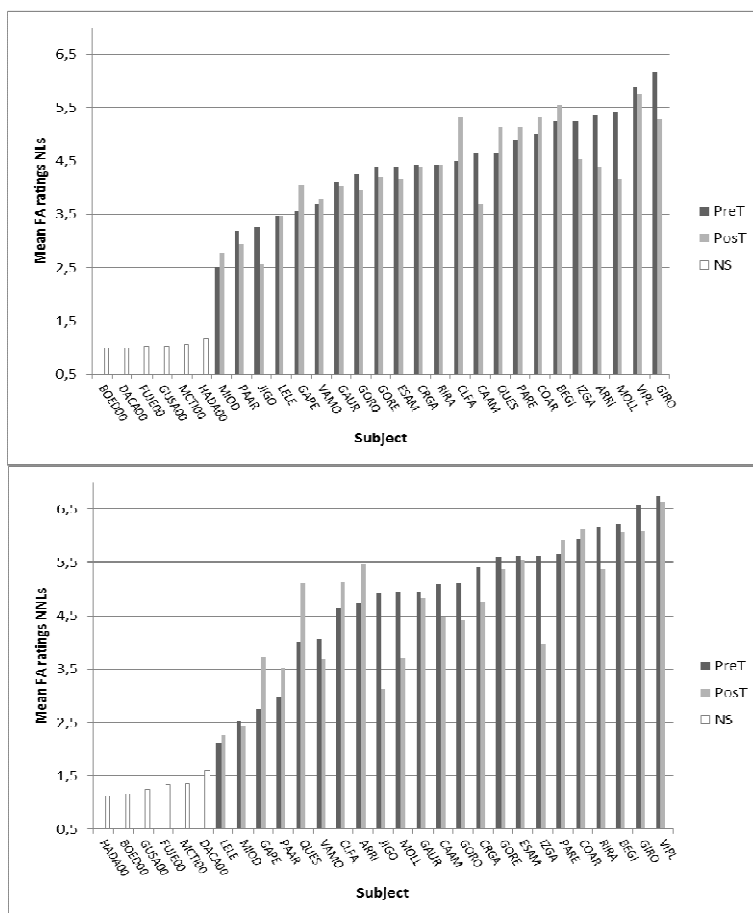 6,5
5,5
4,5
3,5
2,5
1,5
0,5
Mean FA ratings NLs
PreT
PosT
NS
BOED00
DACA00
FUJE00
GUSA00
MCTI00
HADA00
MIOD
PAAR
JIGO
LELE
GAPE
VAMO
GAUR
GORO
GORE
ESAM
CRGA
RIRA
CLFA
CAAM
QUES
PARE
COAR
BEGI
IZGA
ARRI
MOLL
VIPL
GIRO
Subject
6,5
5,5
4,5
3,5
2,5
1,5
0,5
Mean FA ratings NNLs
PreT
PosT
NS
HADA00
BOED00
GUSA00
FUJE00
MCTI00
DACA00
LELE
MIOD
GAPE
PAAR
QUES
VAMO
CLFA
ARRI
JIGO
MOLL
GAUR
CAAM
GORO
CRGA
GORE
ESAM
IZGA
PARE
COAR
RIRA
BEGI
GIRO
VIPL
Subject